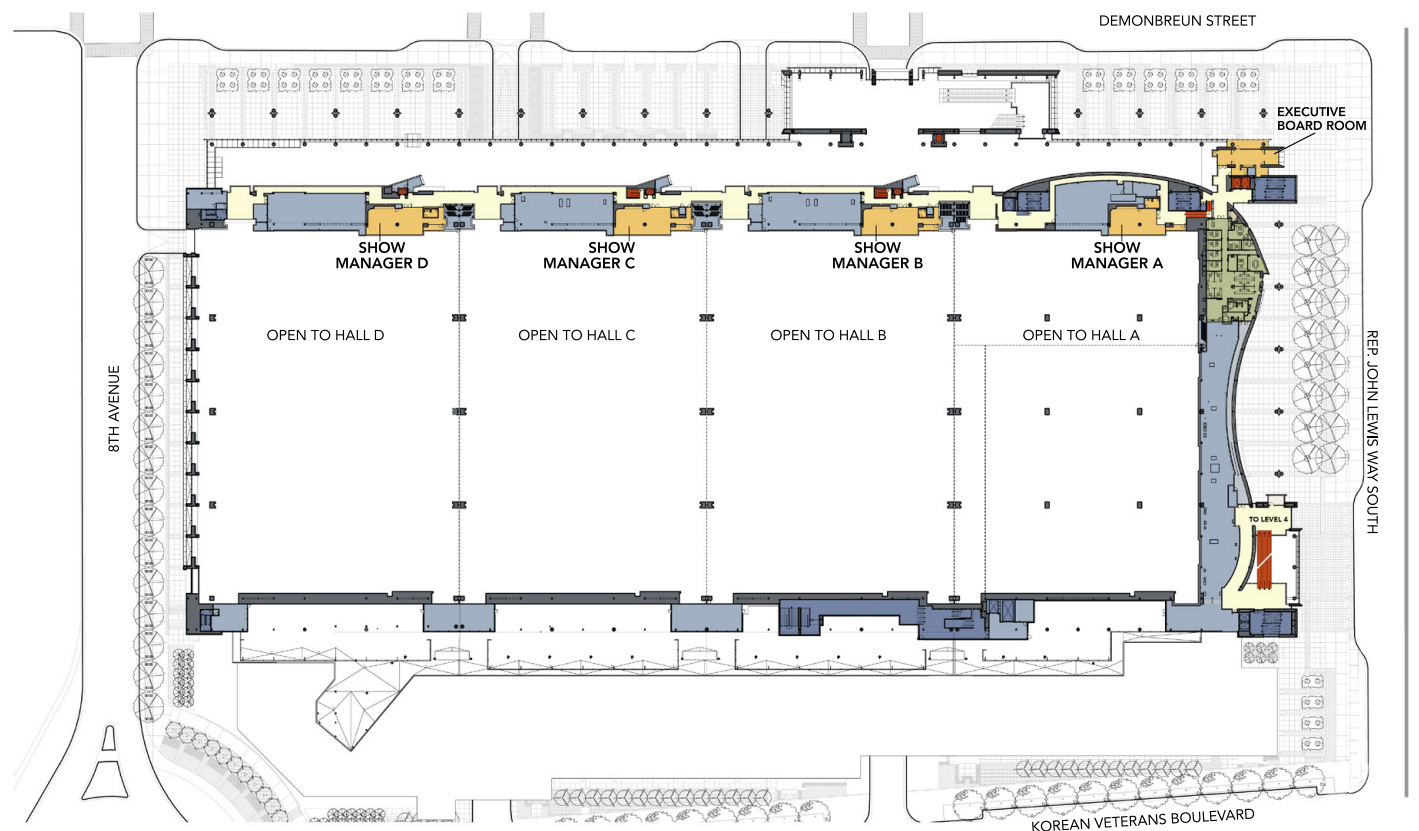 DEMONBREUN STREET
EXECUTIVE
BOARD ROOM
SHOW
MANAGER D
SHOW
MANAGER C
SHOW
MANAGER B
SHOW
MANAGER A
OPEN TO HALL D
OPEN TO HALL C
OPEN TO HALL B
OPEN TO HALL A
8TH AVENUE
REP. JOHN LEWIS WAY SOUTH
TO LEVEL 4
KOREAN VETERANS BOULEVARD